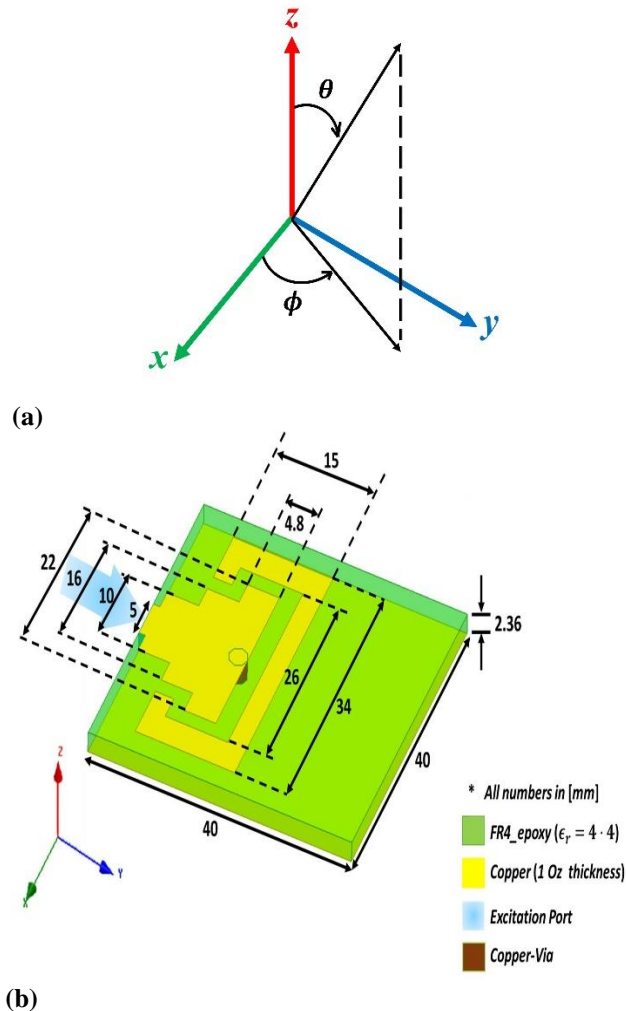 z
θ
ϕ
x
y
(a)
15
4.8
22
16
10
5
2.36
26
34
40
40
Z
Y
X
* All numbers in [mm]
FR4_epoxy (ϵr = 4 · 4)
Copper (1 Oz thickness)
Excitation Port
Copper-Via
(b)